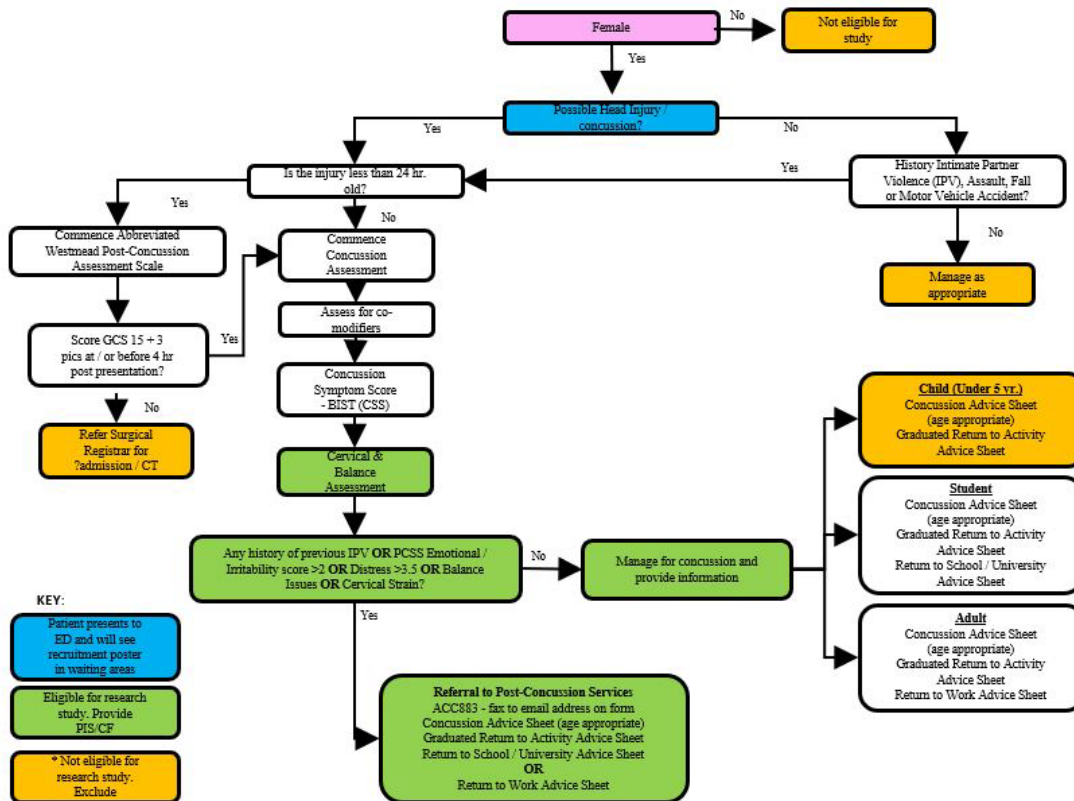 Female
No
Not eligible for
study
Yes
Possible Head Injury /
concussion?
Yes
No
Is the injury less than 24 hr.
old?
Yes
History Intimate Partner
Violence (IPV), Assault, Fall
or Motor Vehicle Accident?
Yes
No
No
Commence Abbreviated
Westmead Post-Concussion
Assessment Scale
Commence
Concussion
Assessment
Manage as
appropriate
Score GCS 15 + 3
pics at / or before 4 hr
post presentation?
Yes
Assess for co-
modifiers
No
Concussion
Symptom Score
- BIST (CSS)
Refer Surgical
Registrar for
?admission / CT
Cervical &
Balance
Assessment
Any history of previous IPV OR PCSS Emotional /
Irritability score >2 OR Distress >3.5 OR Balance
Issues OR Cervical Strain?
No
Manage for concussion and
provide information
Yes
Child (Under 5 yr.)
Concussion Advice Sheet
(age appropriate)
Graduated Return to Activity
Advice Sheet
Student
Concussion Advice Sheet
(age appropriate)
Graduated Return to Activity
Advice Sheet
Return to School / University
Advice Sheet
Adult
Concussion Advice Sheet
(age appropriate)
Graduated Return to Activity
Advice Sheet
Return to Work Advice Sheet
Referral to Post-Concussion Services
ACC883 - fax to email address on form
Concussion Advice Sheet (age appropriate)
Graduated Return to Activity Advice Sheet
Return to School / University Advice Sheet
OR
Return to Work Advice Sheet
KEY:
Patient presents to
ED and will see
recruitment poster
in waiting areas
Eligible for research
study. Provide
PIS/CF
* Not eligible for
research study.
Exclude